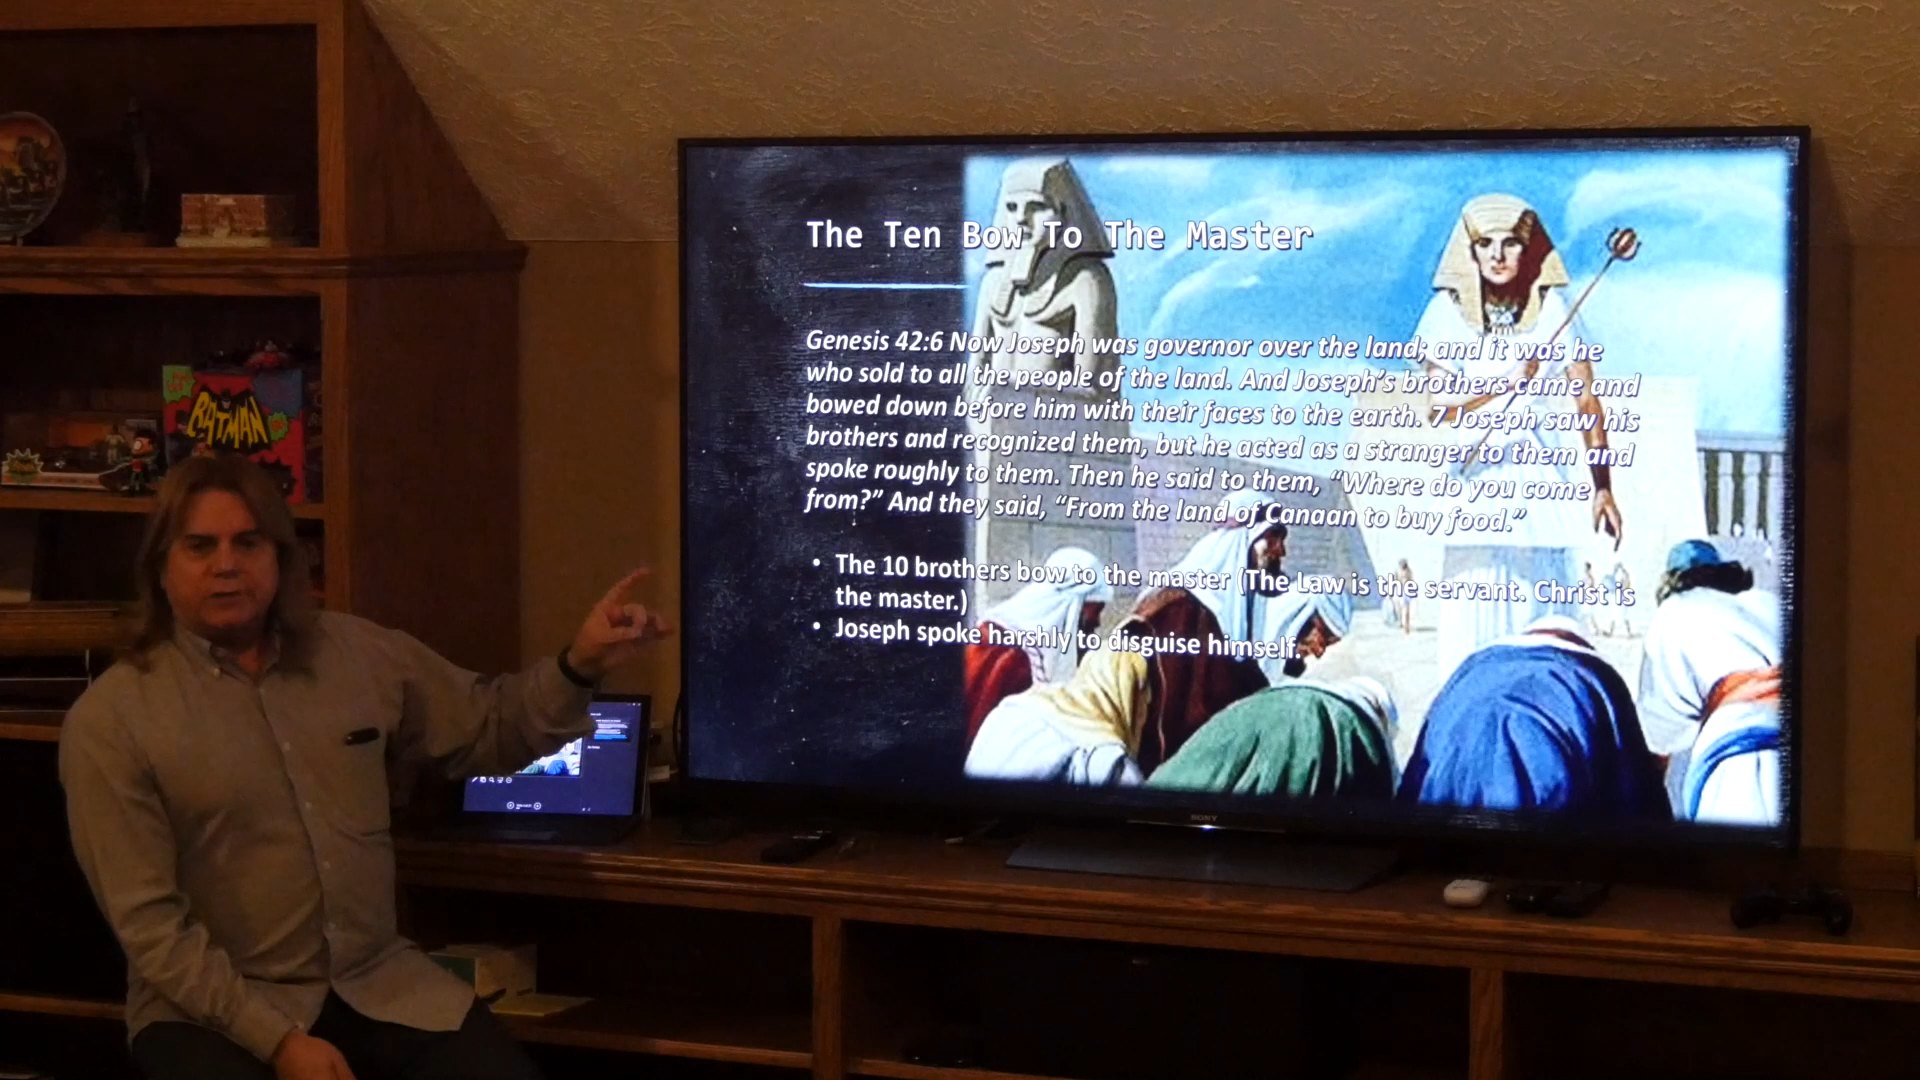 BATMAN
The Ten Bow To The Master
Genesis 42:6 Now Joseph was governor over the land; and it was he
who sold to all the people of the land. And Joseph's brothers came and
bowed down before him with their faces to the earth. 7 Joseph saw his
brothers and recognized them, but he acted as a stranger to them and
spoke roughly to them. Then he said to them, “Where do you come
from?” And they said, “From the land of Canaan to buy food.”
• The 10 brothers bow to the master (The Law is the servant. Christ is
the master.)
• Joseph spoke harshly to disguise himself.
SONY